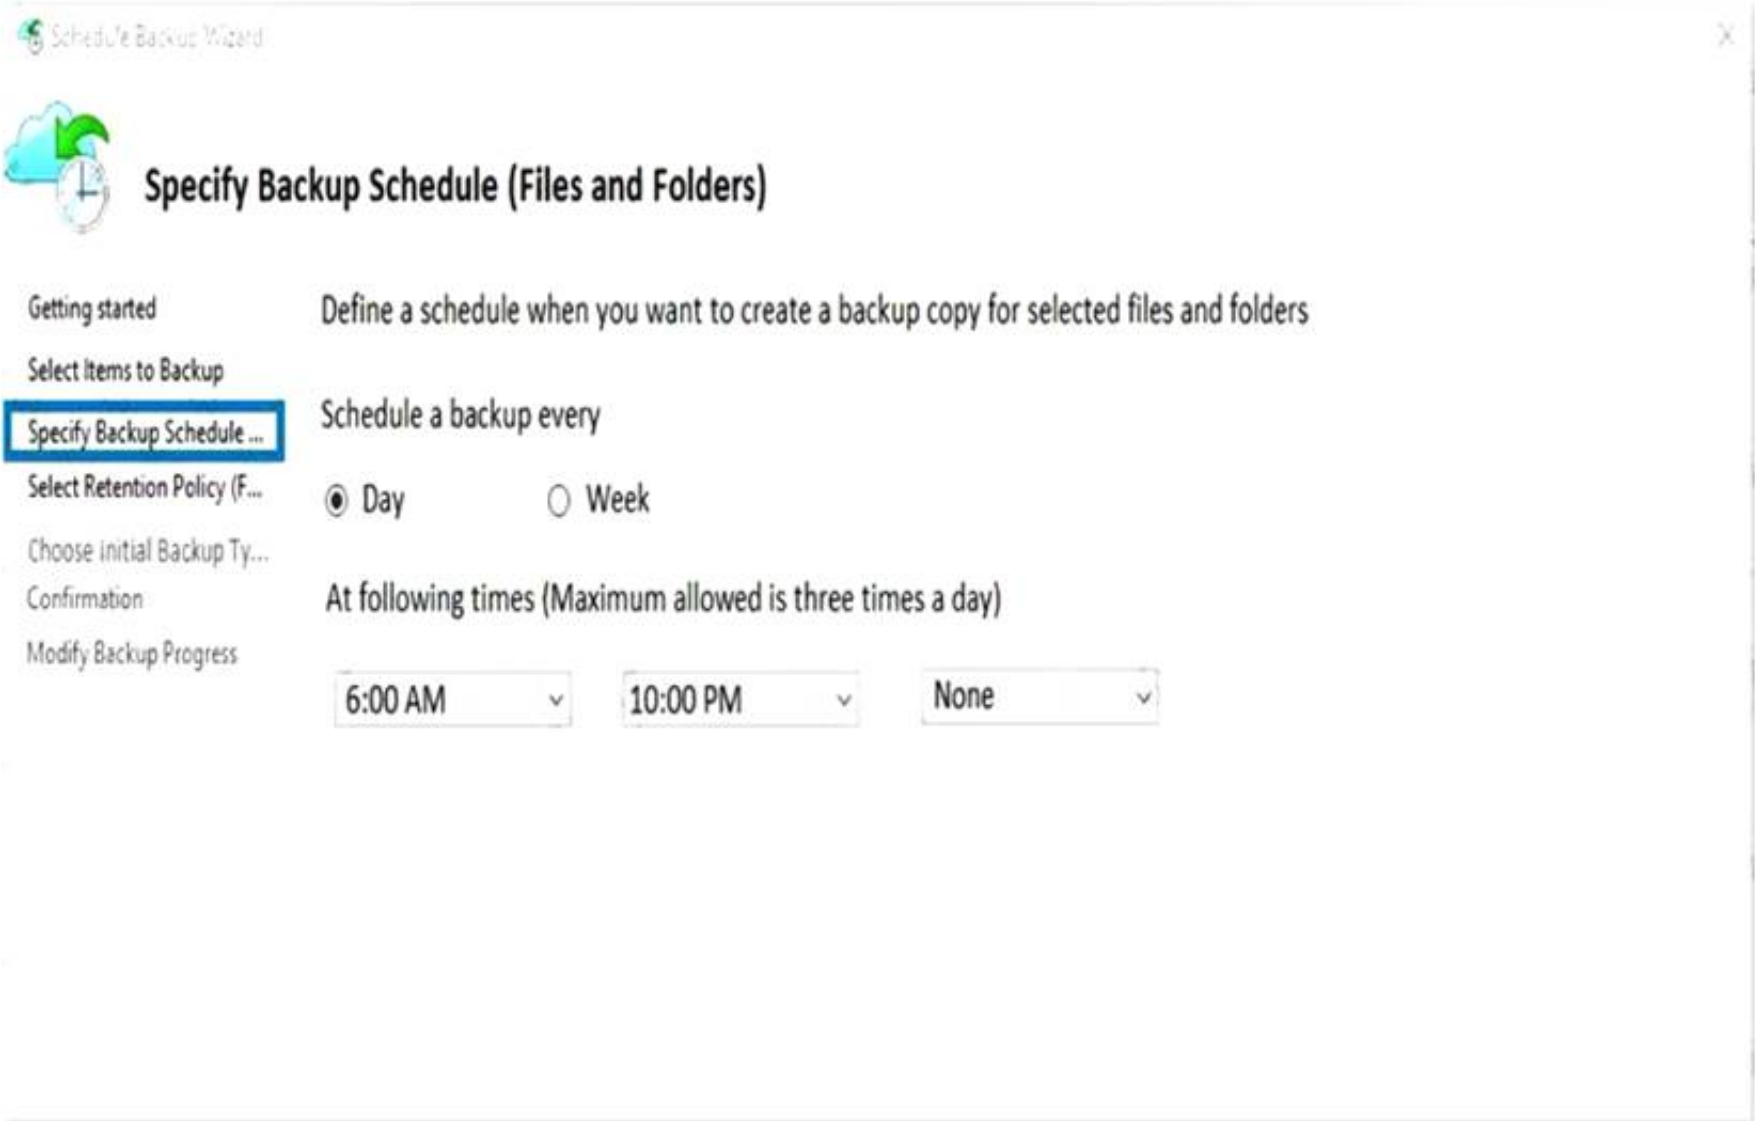 Schedule Backup Wizard
Specify Backup Schedule (Files and Folders)
Getting started
Select Items to Backup
Specify Backup Schedule ...
Select Retention Policy (F...
Choose initial Backup Ty...
Confirmation
Modify Backup Progress
Define a schedule when you want to create a backup copy for selected files and folders
Schedule a backup every
Day Week
At following times (Maximum allowed is three times a day)
6:00 AM 10:00 PM None